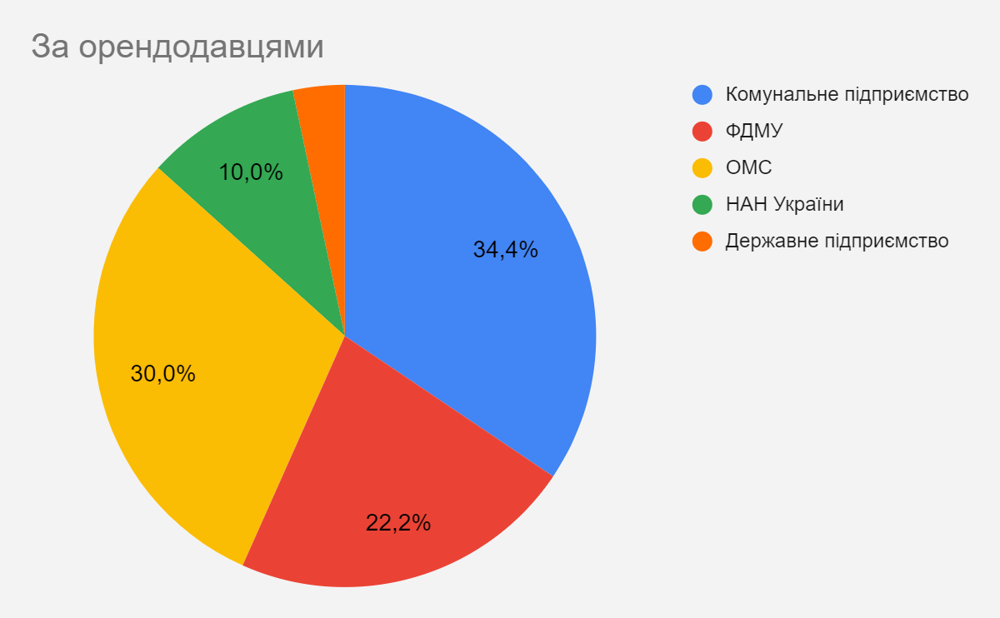 За орендодавцями
Комунальне підприємство
ФДМУ
ОМС
НАН України
Державне підприємство
10,0%
34,4%
30,0%
22,2%